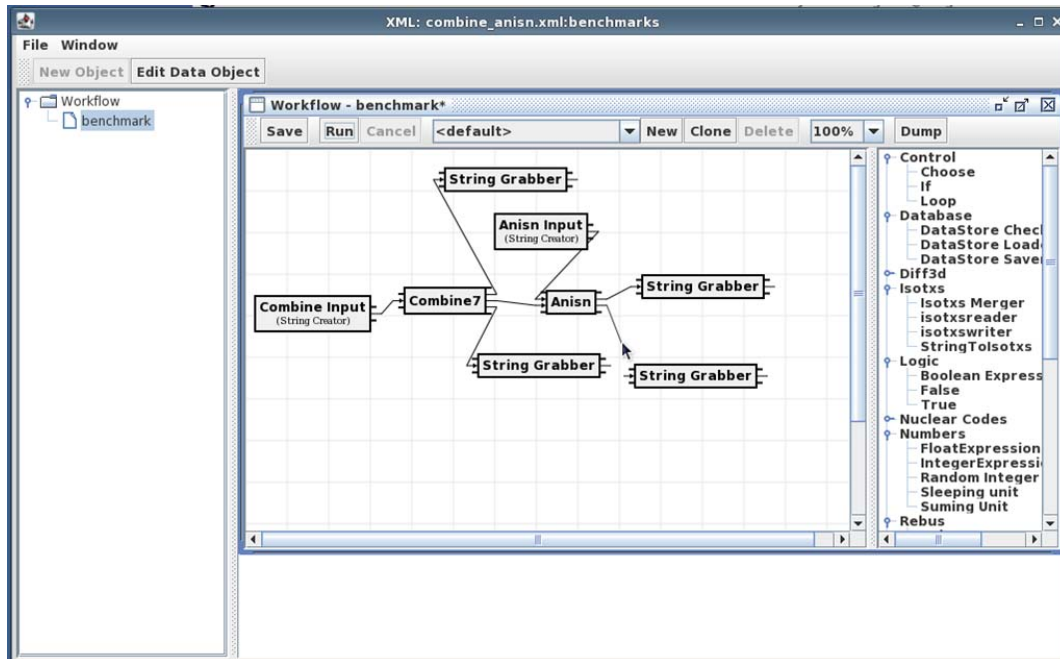 XML: combine_anisn.xml:benchmarks
File Window
New Object Edit Data Object
Workflow
benchmark
Workflow - benchmark*
Save Run Cancel <default> New Clone Delete 100% Dump
String Grabber
Anisn Input
(String Creator)
String Grabber
Combine7
Anisn
Combine Input
(String Creator)
String Grabber
String Grabber
Control
Choose
If
Loop
Database
DataStore Chec
DataStore Load
DataStore Save
Diff3d
Isotxs
Isotxs Merger
isotxsreader
isotxswriter
StringToIsotxs
Logic
Boolean Express
False
True
Nuclear Codes
Numbers
FloatExpression
IntegerExpressi
Random Integer
Sleeping unit
Suming Unit
Rebus